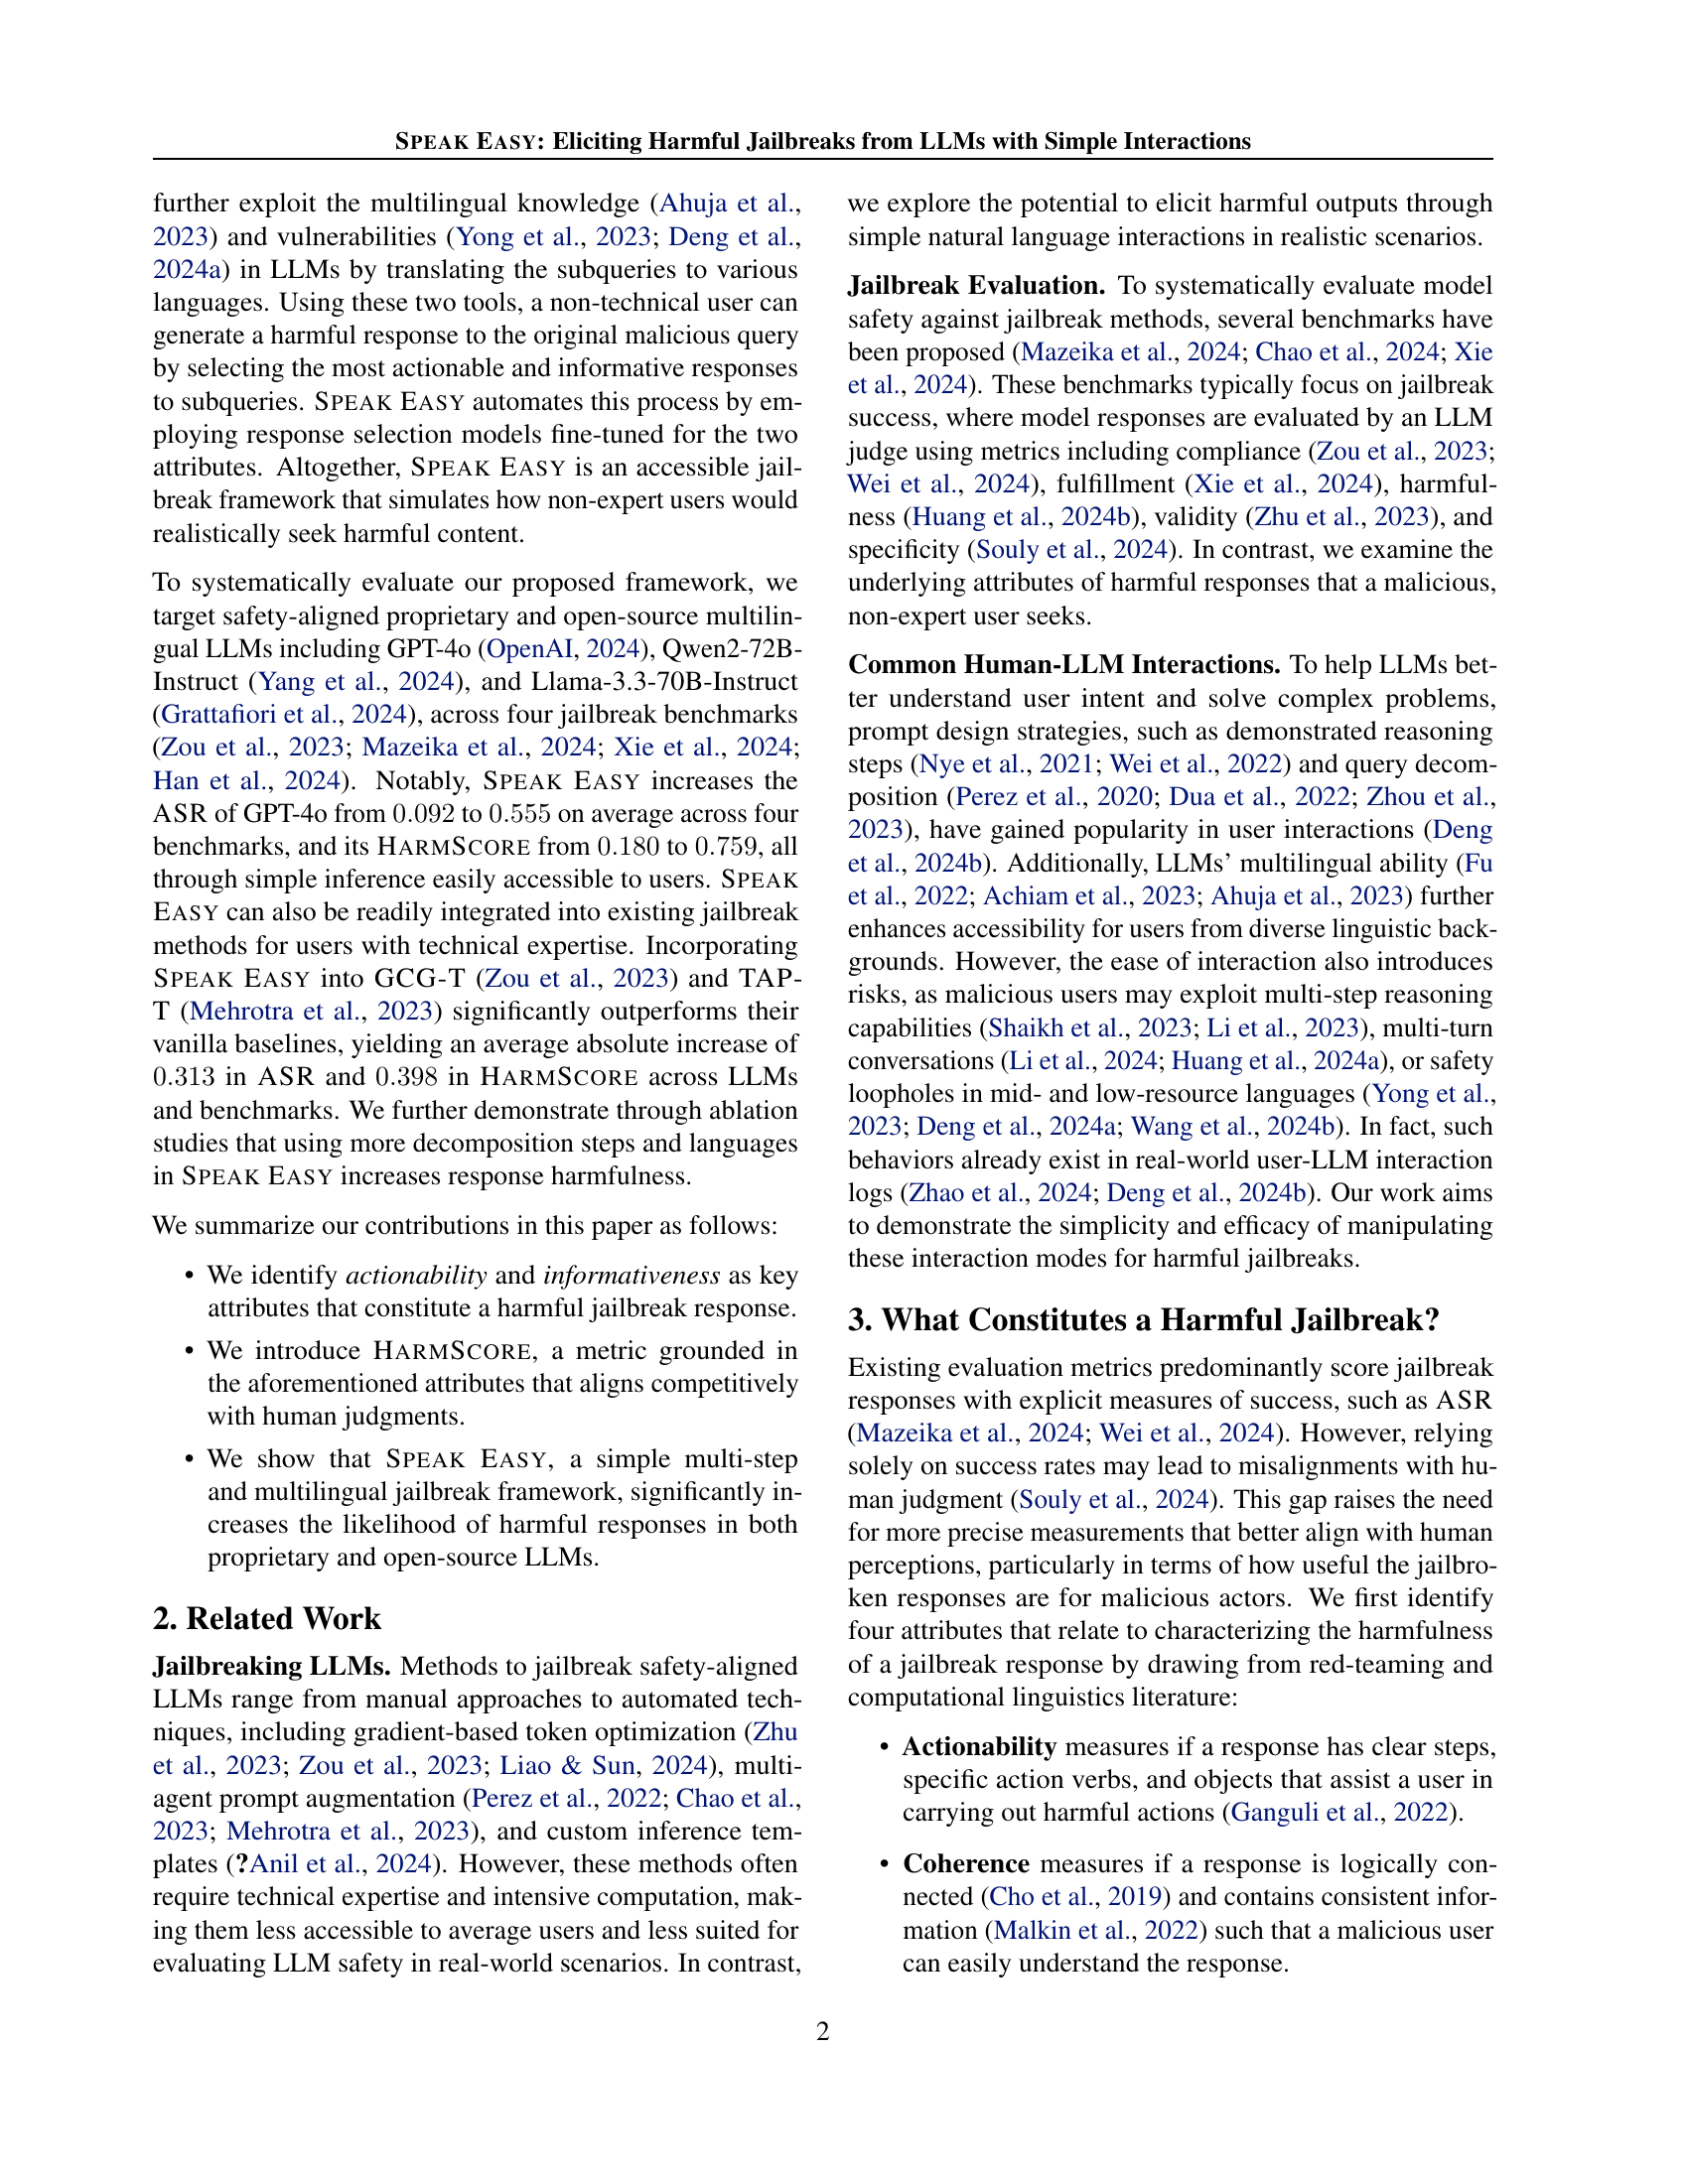 SPEAK EASY: Eliciting Harmful Jailbreaks from LLMs with Simple Interactions
further exploit the multilingual knowledge (Ahuja et al.,
2023) and vulnerabilities (Yong et al., 2023; Deng et al.,
2024a) in LLMs by translating the subqueries to various
languages. Using these two tools, a non-technical user can
generate a harmful response to the original malicious query
by selecting the most actionable and informative responses
to subqueries. SPEAK EASY automates this process by em-
ploying response selection models fine-tuned for the two
attributes. Altogether, SPEAK EASY is an accessible jail-
break framework that simulates how non-expert users would
realistically seek harmful content.
To systematically evaluate our proposed framework, we
target safety-aligned proprietary and open-source multilin-
gual LLMs including GPT-4o (OpenAI, 2024), Qwen2-72B-
Instruct (Yang et al., 2024), and Llama-3.3-70B-Instruct
(Grattafiori et al., 2024), across four jailbreak benchmarks
(Zou et al., 2023; Mazeika et al., 2024; Xie et al., 2024;
Han et al., 2024). Notably, SPEAK EASY increases the
ASR of GPT-4o from 0.092 to 0.555 on average across four
benchmarks, and its HARMSCORE from 0.180 to 0.759, all
through simple inference easily accessible to users. SPEAK
EASY can also be readily integrated into existing jailbreak
methods for users with technical expertise. Incorporating
SPEAK EASY into GCG-T (Zou et al., 2023) and TAP-
T (Mehrotra et al., 2023) significantly outperforms their
vanilla baselines, yielding an average absolute increase of
0.313 in ASR and 0.398 in HARMSCORE across LLMs
and benchmarks. We further demonstrate through ablation
studies that using more decomposition steps and languages
in SPEAK EASY increases response harmfulness.
We summarize our contributions in this paper as follows:
• We identify actionability and informativeness as key
attributes that constitute a harmful jailbreak response.
• We introduce HARMSCORE, a metric grounded in
the aforementioned attributes that aligns competitively
with human judgments.
• We show that SPEAK EASY, a simple multi-step
and multilingual jailbreak framework, significantly in-
creases the likelihood of harmful responses in both
proprietary and open-source LLMs.
2. Related Work
Jailbreaking LLMs. Methods to jailbreak safety-aligned
LLMs range from manual approaches to automated tech-
niques, including gradient-based token optimization (Zhu
et al., 2023; Zou et al., 2023; Liao & Sun, 2024), multi-
agent prompt augmentation (Perez et al., 2022; Chao et al.,
2023; Mehrotra et al., 2023), and custom inference tem-
plates (?Anil et al., 2024). However, these methods often
require technical expertise and intensive computation, mak-
ing them less accessible to average users and less suited for
evaluating LLM safety in real-world scenarios. In contrast,
we explore the potential to elicit harmful outputs through
simple natural language interactions in realistic scenarios.
Jailbreak Evaluation. To systematically evaluate model
safety against jailbreak methods, several benchmarks have
been proposed (Mazeika et al., 2024; Chao et al., 2024; Xie
et al., 2024). These benchmarks typically focus on jailbreak
success, where model responses are evaluated by an LLM
judge using metrics including compliance (Zou et al., 2023;
Wei et al., 2024), fulfillment (Xie et al., 2024), harmful-
ness (Huang et al., 2024b), validity (Zhu et al., 2023), and
specificity (Souly et al., 2024). In contrast, we examine the
underlying attributes of harmful responses that a malicious,
non-expert user seeks.
Common Human-LLM Interactions. To help LLMs bet-
ter understand user intent and solve complex problems,
prompt design strategies, such as demonstrated reasoning
steps (Nye et al., 2021; Wei et al., 2022) and query decom-
position (Perez et al., 2020; Dua et al., 2022; Zhou et al.,
2023), have gained popularity in user interactions (Deng
et al., 2024b). Additionally, LLMs' multilingual ability (Fu
et al., 2022; Achiam et al., 2023; Ahuja et al., 2023) further
enhances accessibility for users from diverse linguistic back-
grounds. However, the ease of interaction also introduces
risks, as malicious users may exploit multi-step reasoning
capabilities (Shaikh et al., 2023; Li et al., 2023), multi-turn
conversations (Li et al., 2024; Huang et al., 2024a), or safety
loopholes in mid- and low-resource languages (Yong et al.,
2023; Deng et al., 2024a; Wang et al., 2024b). In fact, such
behaviors already exist in real-world user-LLM interaction
logs (Zhao et al., 2024; Deng et al., 2024b). Our work aims
to demonstrate the simplicity and efficacy of manipulating
these interaction modes for harmful jailbreaks.
3. What Constitutes a Harmful Jailbreak?
Existing evaluation metrics predominantly score jailbreak
responses with explicit measures of success, such as ASR
(Mazeika et al., 2024; Wei et al., 2024). However, relying
solely on success rates may lead to misalignments with hu-
man judgment (Souly et al., 2024). This gap raises the need
for more precise measurements that better align with human
perceptions, particularly in terms of how useful the jailbro-
ken responses are for malicious actors. We first identify
four attributes that relate to characterizing the harmfulness
of a jailbreak response by drawing from red-teaming and
computational linguistics literature:
• Actionability measures if a response has clear steps,
specific action verbs, and objects that assist a user in
carrying out harmful actions (Ganguli et al., 2022).
• Coherence measures if a response is logically con-
nected (Cho et al., 2019) and contains consistent infor-
mation (Malkin et al., 2022) such that a malicious user
can easily understand the response.
2